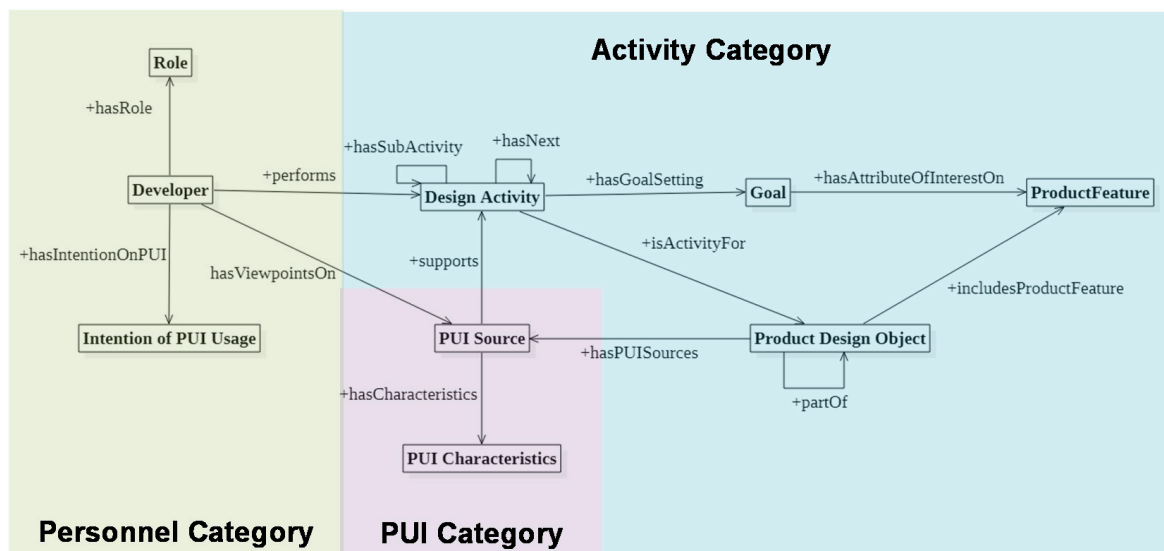 Activity Category
Role
+hasRole
+hasSubActivity
+hasNext
+performs
+hasGoalSetting
+hasAttributeOfInterestOn
Developer
Design Activity
Goal
ProductFeature
+hasIntentionOnPUI
hasViewpointsOn
+supports
+isActivityFor
+includesProductFeature
Intention of PUI Usage
PUI Source
+hasPUISources
Product Design Object
+hasCharacteristics
+partOf
PUI Characteristics
Personnel Category
PUI Category